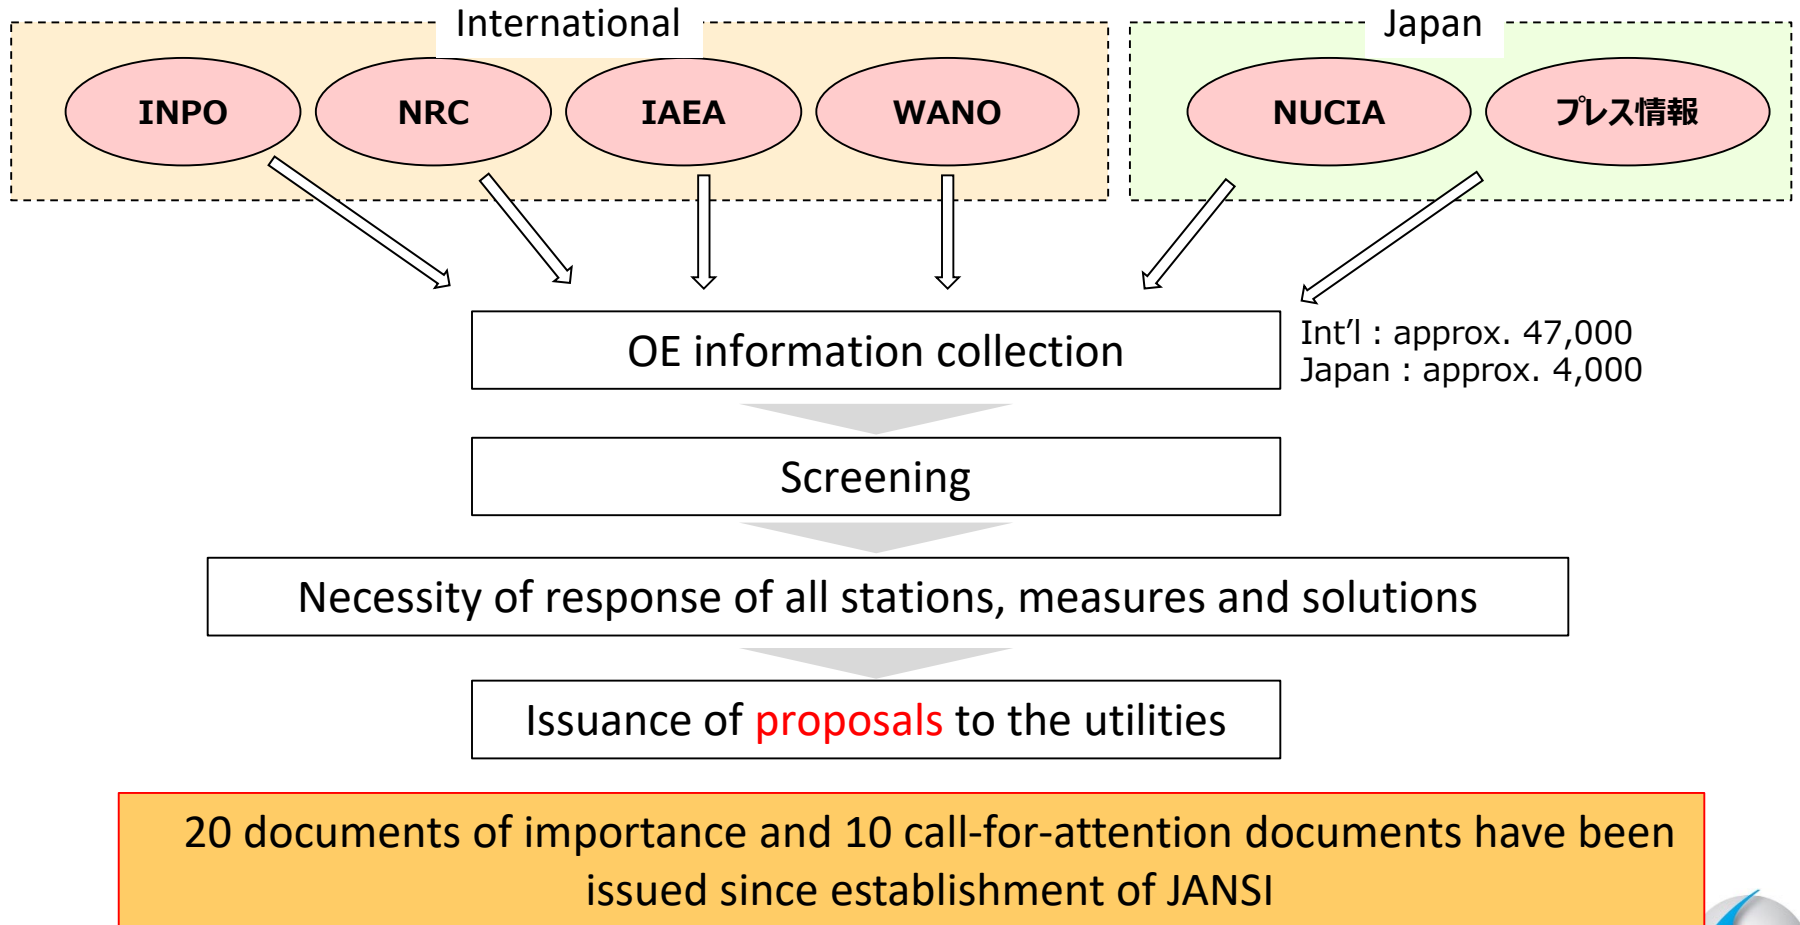 International
Japan
INPO
NRC
IAEA
WANO
NUCIA
プレス情報
OE information collection
Int’l : approx. 47,000
Japan : approx. 4,000
Screening
Necessity of response of all stations, measures and solutions
Issuance of proposals to the utilities
20 documents of importance and 10 call-for-attention documents have been
issued since establishment of JANSI